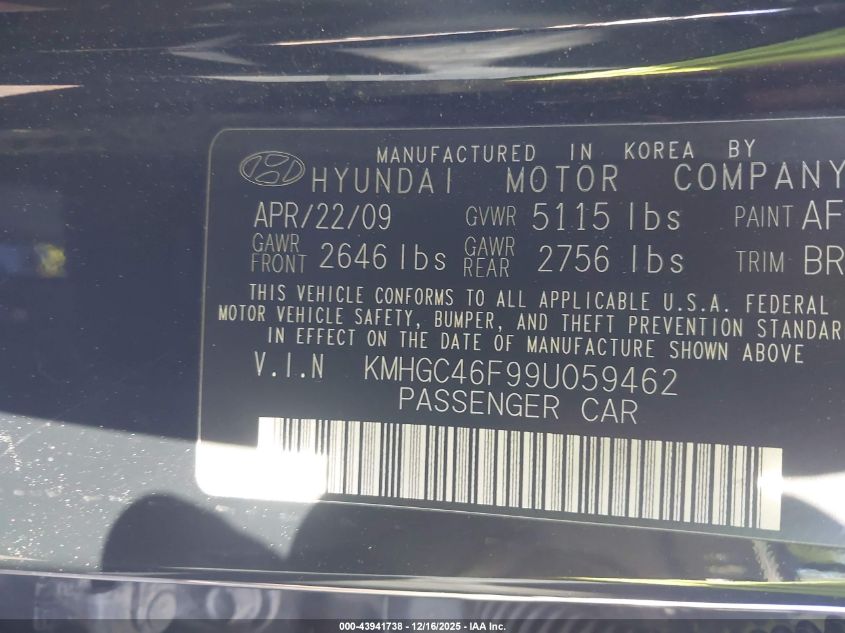 MANUFACTURED IN KOREA BY
HYUNDAI MOTOR COMPANY
APR/22/09 GVWR 5115 lbs PAINT AF
GAWR FRONT 2646 lbs GAWR REAR 2756 lbs TRIM BR
THIS VEHICLE CONFORMS TO ALL APPLICABLE U.S.A. FEDERAL
MOTOR VEHICLE SAFETY, BUMPER, AND THEFT PREVENTION STANDAR
IN EFFECT ON THE DATE OF MANUFACTURE SHOWN ABOVE
V.I.N KMHGC46F99U059462
PASSENGER CAR
000-43941738 - 12/16/2025 - IAA Inc.